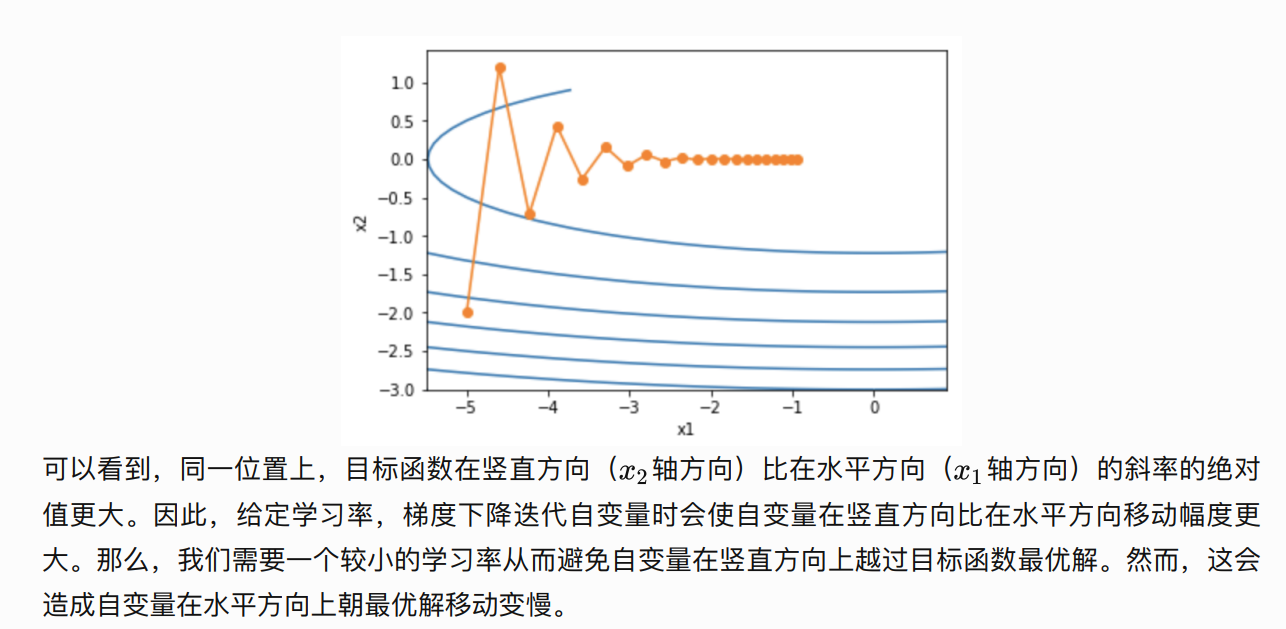 1.0
0.5
0.0
−0.5
−1.0
−1.5
−2.0
−2.5
−3.0
x2
−5 −4 −3 −2 −1 0
x1
可以看到，同一位置上，目标函数在竖直方向（x₂轴方向）比在水平方向（x₁轴方向）的斜率的绝对
值更大。因此，给定学习率，梯度下降迭代自变量时会使自变量在竖直方向比在水平方向移动幅度更
大。那么，我们需要一个较小的学习率从而避免自变量在竖直方向上越过目标函数最优解。然而，这会
造成自变量在水平方向上朝最优解移动变慢。